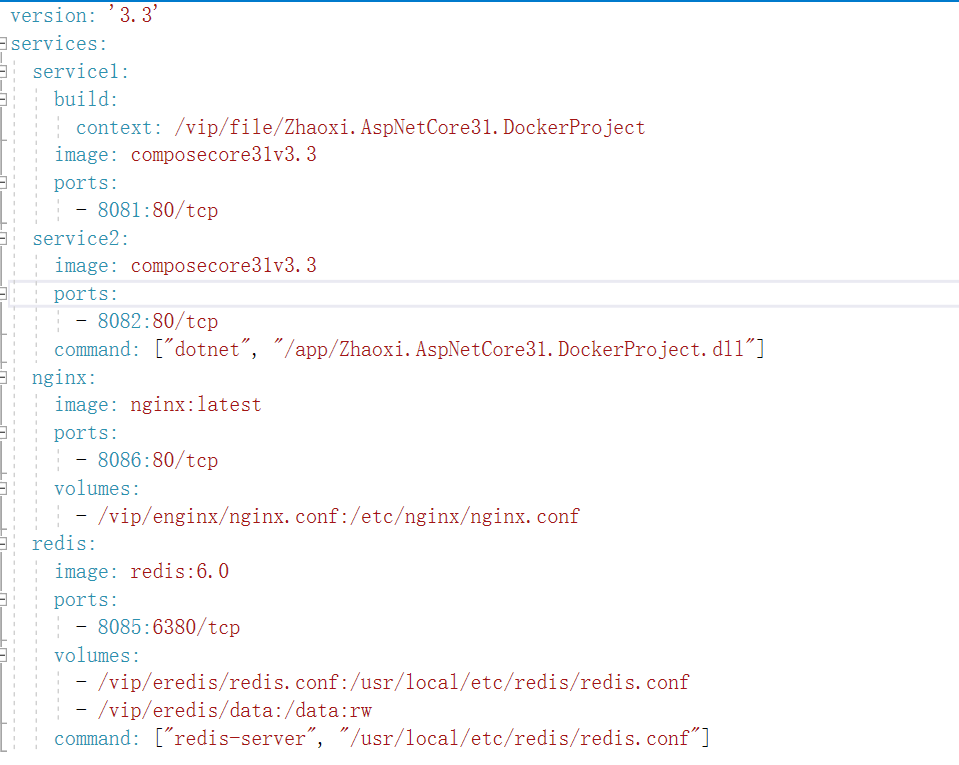 version: '3.3'
services:
  service1:
    build:
      context: /vip/file/Zhaoxi.AspNetCore31.DockerProject
    image: composecore31v3.3
    ports:
      - 8081:80/tcp
  service2:
    image: composecore31v3.3
    ports:
      - 8082:80/tcp
    command: ["dotnet", "/app/Zhaoxi.AspNetCore31.DockerProject.dll"]
  nginx:
    image: nginx:latest
    ports:
      - 8086:80/tcp
    volumes:
      - /vip/enginx/nginx.conf:/etc/nginx/nginx.conf
  redis:
    image: redis:6.0
    ports:
      - 8085:6380/tcp
    volumes:
      - /vip/eredis/redis.conf:/usr/local/etc/redis/redis.conf
      - /vip/eredis/data:/data:rw
    command: ["redis-server", "/usr/local/etc/redis/redis.conf"]